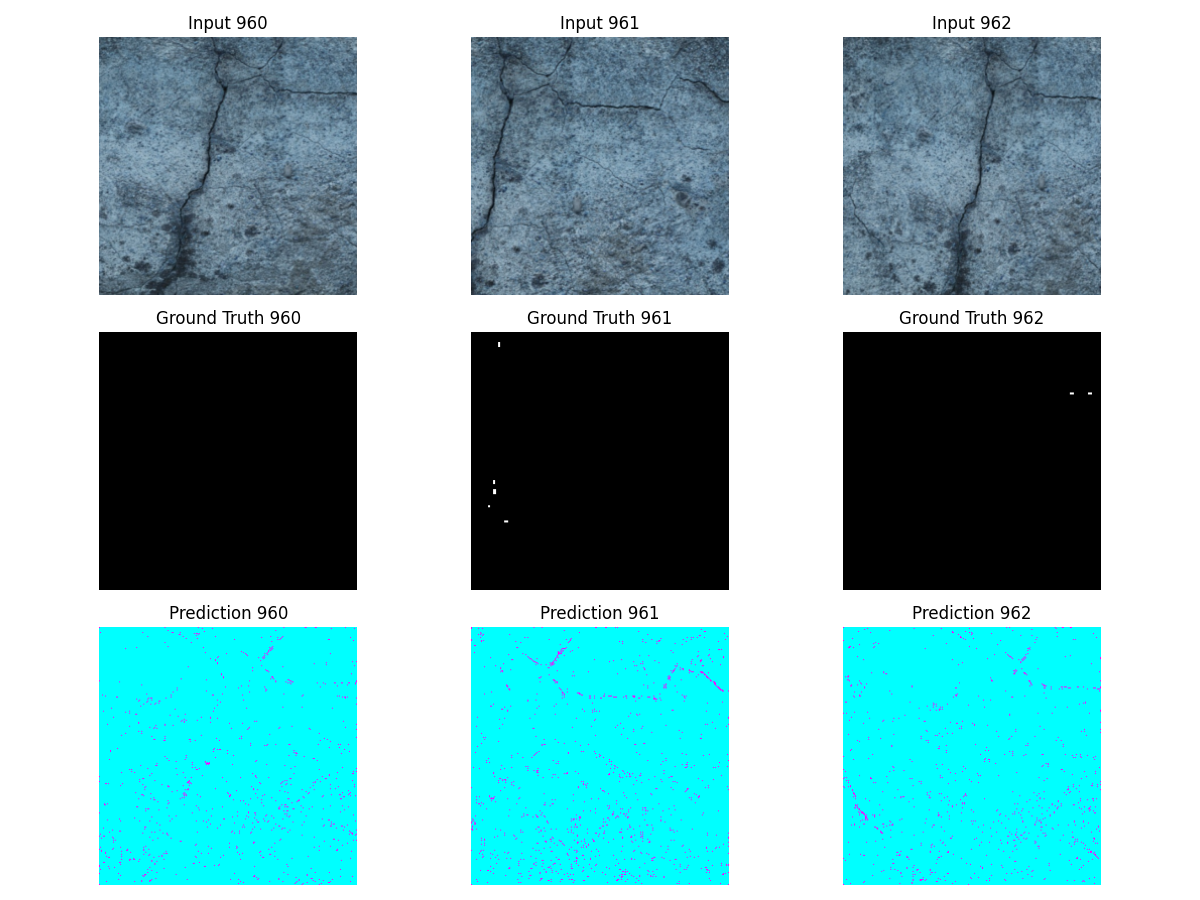 Input 960
Input 961
Input 962
Ground Truth 960
Ground Truth 961
Ground Truth 962
Prediction 960
Prediction 961
Prediction 962